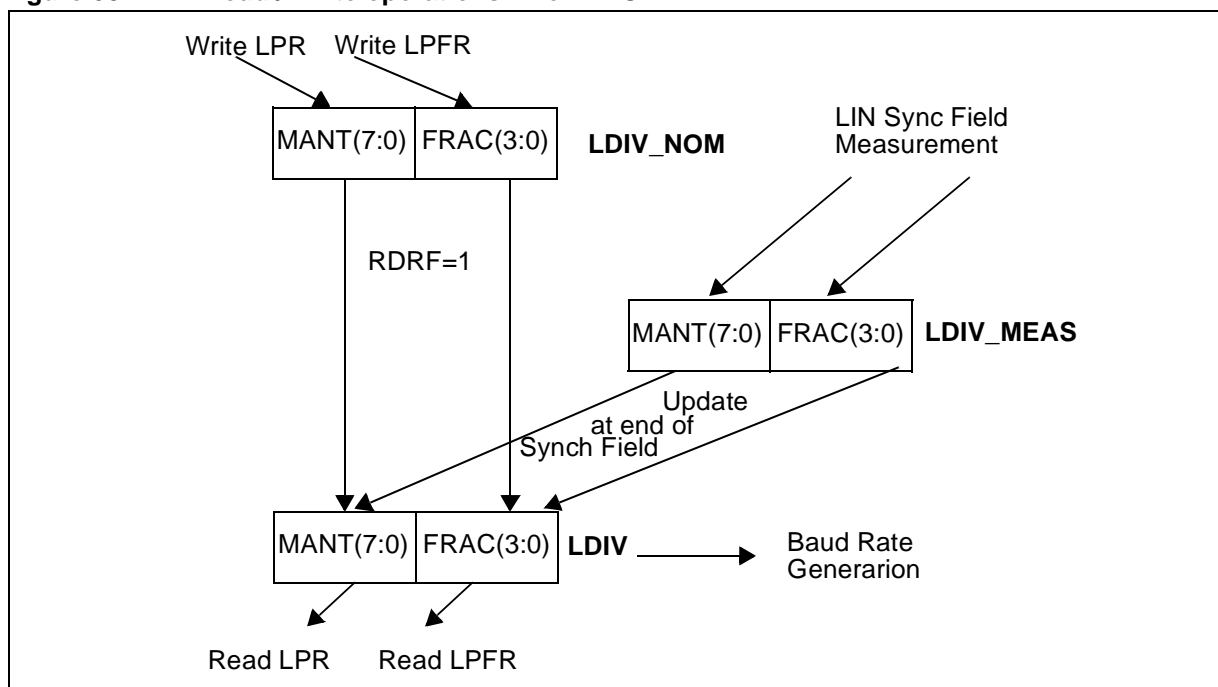 Write LPR Write LPFR
MANT(7:0) FRAC(3:0) LDIV_NOM
LIN Sync Field
Measurement
RDRF=1
MANT(7:0) FRAC(3:0) LDIV_MEAS
Update
at end of
Synch Field
MANT(7:0) FRAC(3:0) LDIV
Baud Rate
Generarion
Read LPR Read LPFR